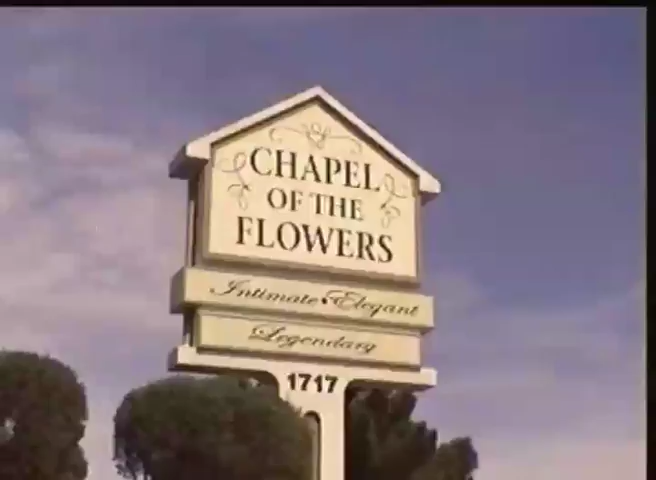 CHAPEL
OF THE
FLOWERS
Intimate • Elegant
Legendary
1717